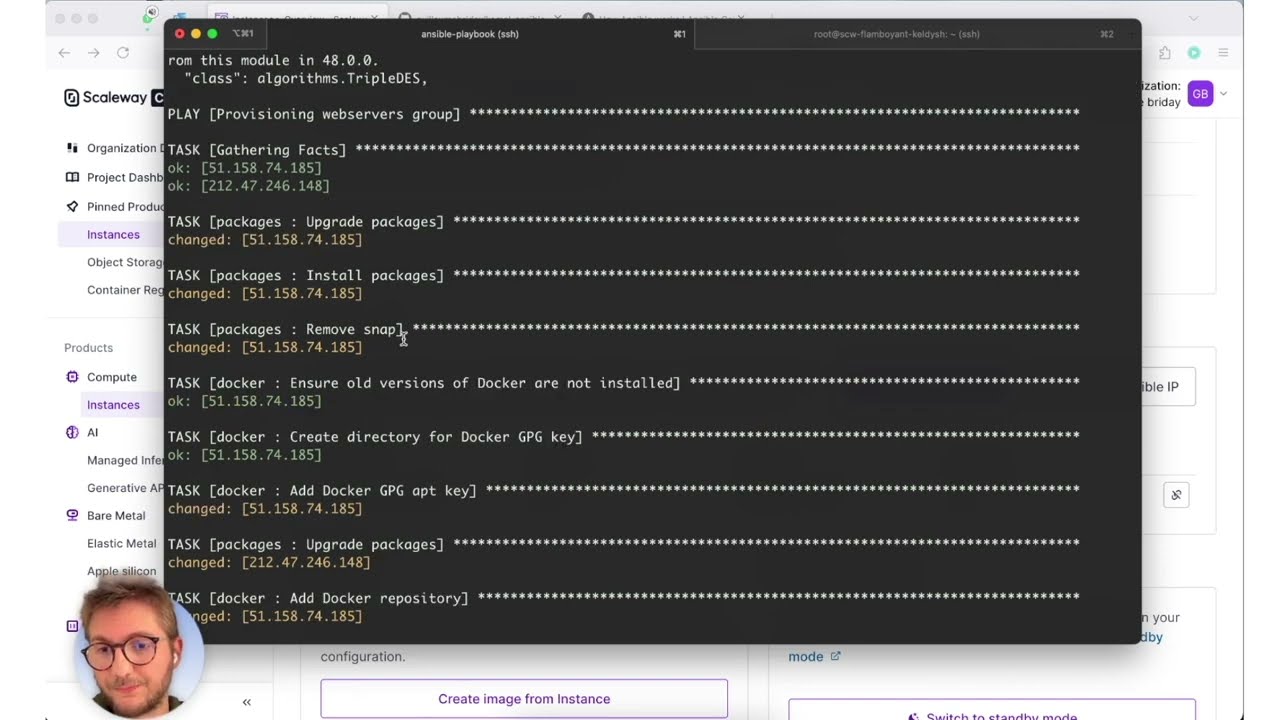 ⌥⌘1
ansible-playbook (ssh)
⌘1
root@scw-flamboyant-keldysh: ~ (ssh)
⌘2
rom this module in 48.0.0.
"class": algorithms.TripleDES,
PLAY [Provisioning webservers group] ***************************************************************************
TASK [Gathering Facts] *****************************************************************************************
ok: [51.158.74.185]
ok: [212.47.246.148]
TASK [packages : Upgrade packages] *****************************************************************************
changed: [51.158.74.185]
TASK [packages : Install packages] *****************************************************************************
changed: [51.158.74.185]
TASK [packages : Remove snap] **********************************************************************************
changed: [51.158.74.185]
TASK [docker : Ensure old versions of Docker are not installed] ************************************************
ok: [51.158.74.185]
TASK [docker : Create directory for Docker GPG key] ************************************************************
ok: [51.158.74.185]
TASK [docker : Add Docker GPG apt key] *************************************************************************
changed: [51.158.74.185]
TASK [packages : Upgrade packages] *****************************************************************************
changed: [212.47.246.148]
TASK [docker : Add Docker repository] **************************************************************************
changed: [51.158.74.185]
Scaleway
Organization D
Project Dashb
Pinned Produ
Instances
Object Storag
Container Reg
Products
Compute
Instances
AI
Managed Infer
Generative AP
Bare Metal
Elastic Metal
Apple silicon
«
ization:
briday
GB
ible IP
configuration.
Create image from Instance
n your
dby
mode
Switch to standby mode